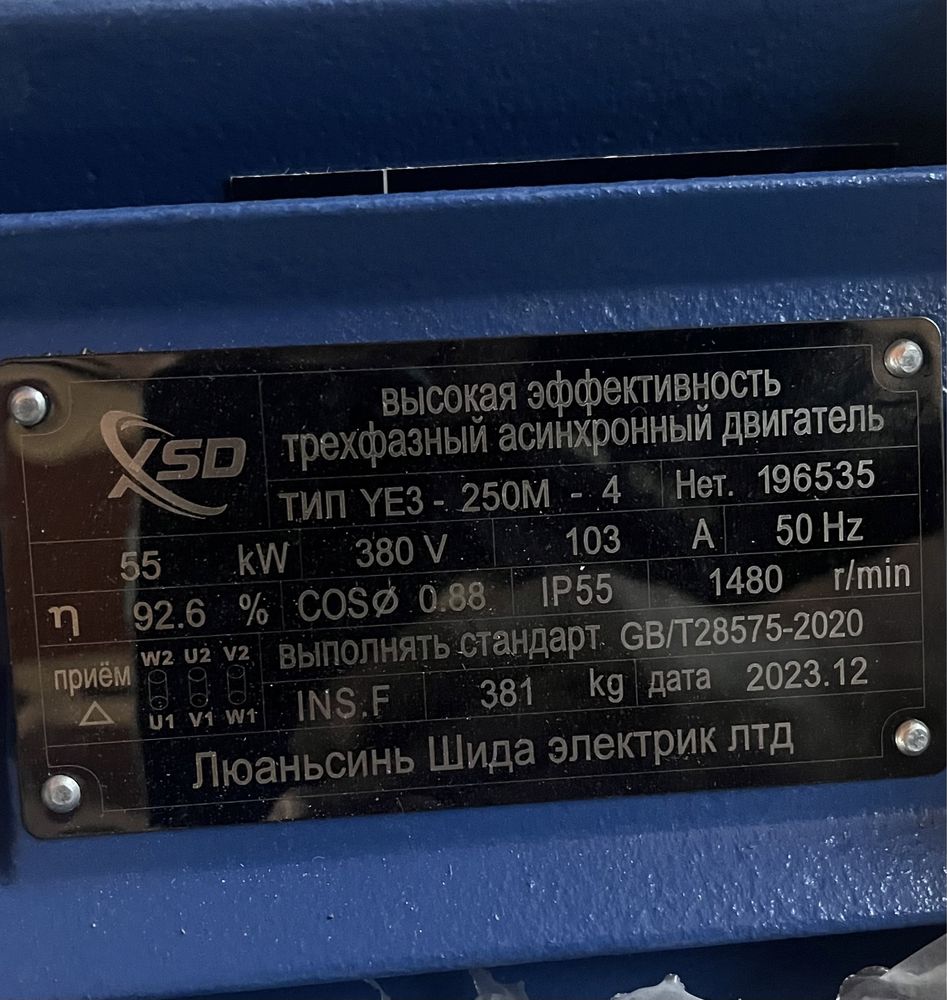 XSD
высокая эффективность
трехфазный асинхронный двигатель
тип YE3 - 250M - 4 Нет. 196535
55 kW 380 V 103 A 50 Hz
η 92.6 % COSØ 0.88 IP55 1480 r/min
приём W2 U2 V2 выполнять стандарт GB/T28575-2020
△ U1 V1 W1 INS.F 381 kg дата 2023.12
Люаньсинь Шида электрик лтд